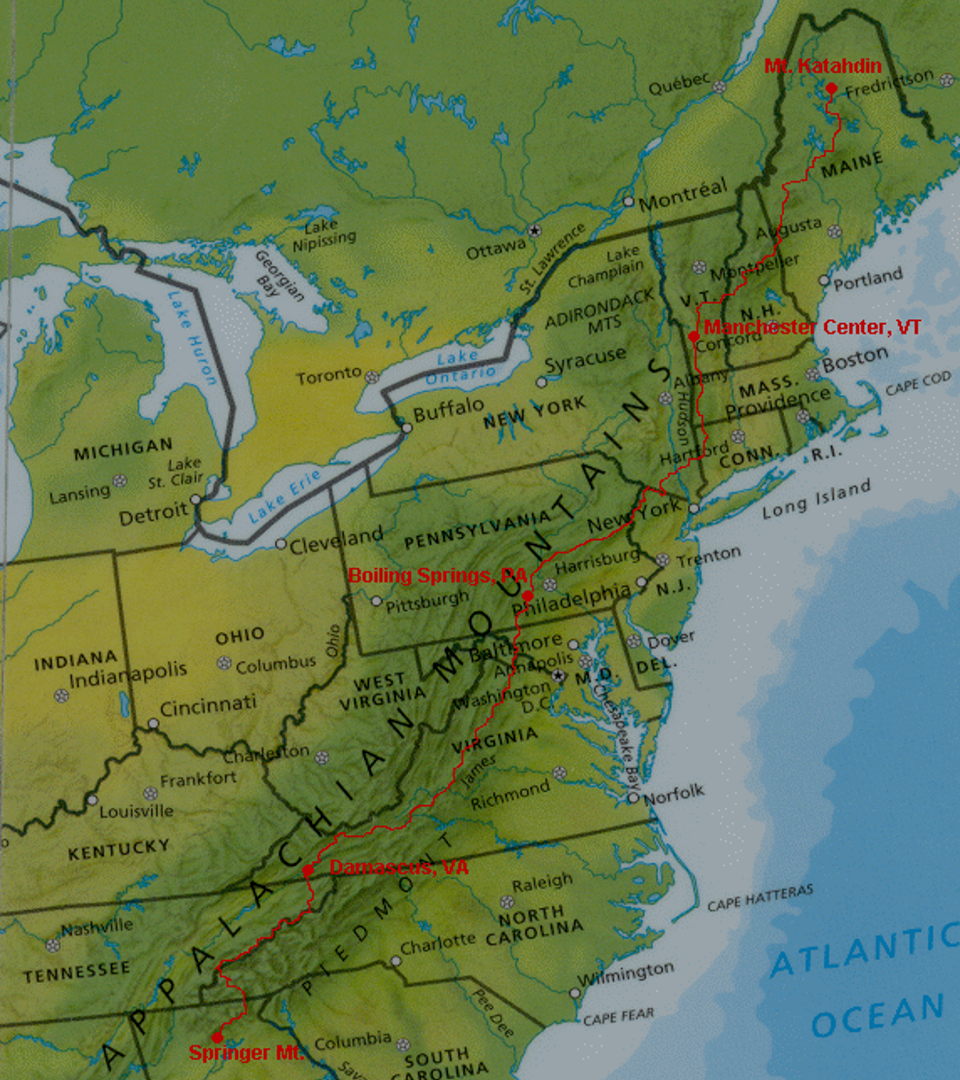 Mt. Katahdin
Québec
Fredrictson
MAINE
Montréal
Lake
Nipissing
Ottawa
St. Lawrence
Lake
Champlain
Augusta
Georgian
Bay
Montpelier
Portland
Lake Huron
ADIRONDACK
MTS
V.T.
N.H.
Manchester Center, VT
Concord
Lake
Ontario
Toronto
Syracuse
Boston
Albany
MASS.
Providence
CAPE COD
Buffalo
NEW YORK
Hudson
MICHIGAN
Hartford
CONN.
R.I.
Lake
St. Clair
Lansing
Lake Erie
Long Island
Detroit
New York
PENNSYLVANIA
Cleveland
Harrisburg
Trenton
Boiling Springs, PA
Pittsburgh
Philadelphia
N.J.
OHIO
Ohio
Baltimore
Dover
INDIANA
Indianapolis
Columbus
Annapolis
DEL.
WEST
VIRGINIA
M.D.
Washington
D.C.
Chesapeake Bay
Cincinnati
VIRGINIA
Charleston
James
Frankfort
Richmond
Norfolk
Louisville
KENTUCKY
APPALACHIAN MOUNTAINS
Damascus, VA
PIEDMONT
Raleigh
CAPE HATTERAS
Nashville
NORTH
CAROLINA
Charlotte
ATLANTIC
OCEAN
TENNESSEE
Wilmington
Pee Dee
CAPE FEAR
Springer Mt.
Columbia
SOUTH
CAROLINA